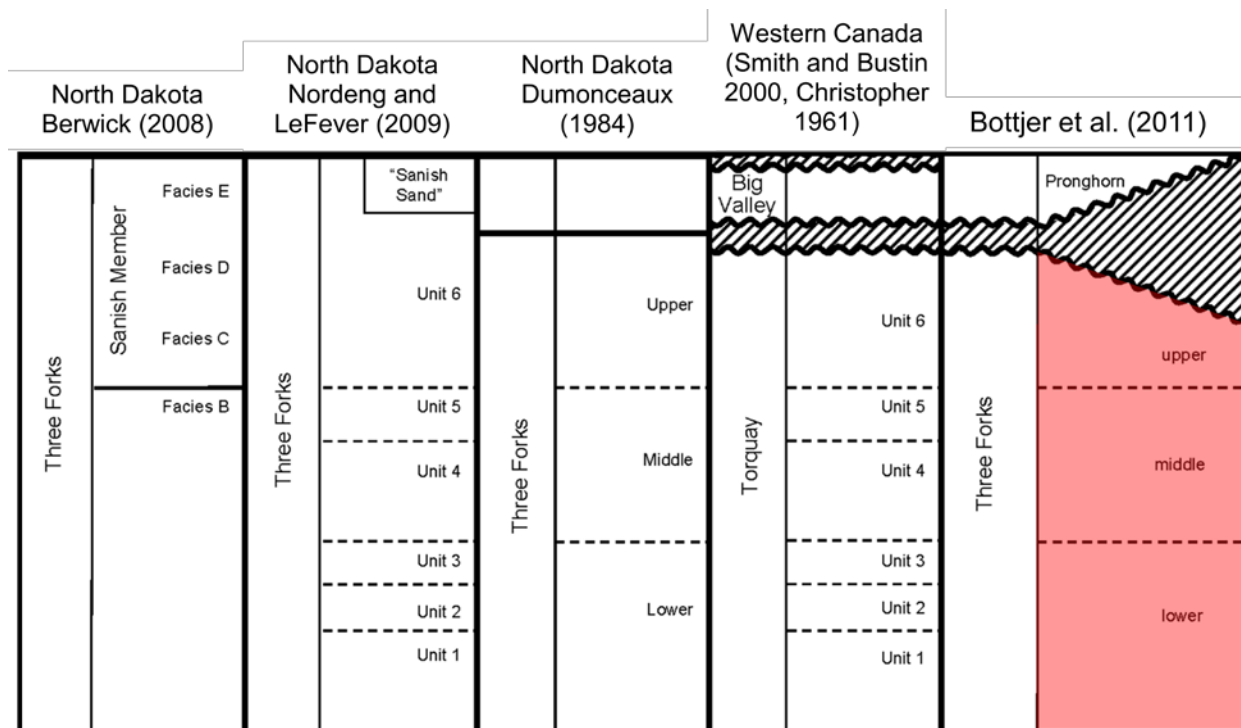 North Dakota
Berwick (2008)
North Dakota
Nordeng and
LeFever (2009)
North Dakota
Dumonceaux
(1984)
Western Canada
(Smith and Bustin
2000, Christopher
1961)
Bottjer et al. (2011)
Three Forks
Sanish Member
Facies E
Facies D
Facies C
Facies B
Three Forks
"Sanish
Sand"
Unit 6
Unit 5
Unit 4
Unit 3
Unit 2
Unit 1
Three Forks
Upper
Middle
Lower
Big
Valley
Torquay
Unit 6
Unit 5
Unit 4
Unit 3
Unit 2
Unit 1
Three Forks
Pronghorn
upper
middle
lower